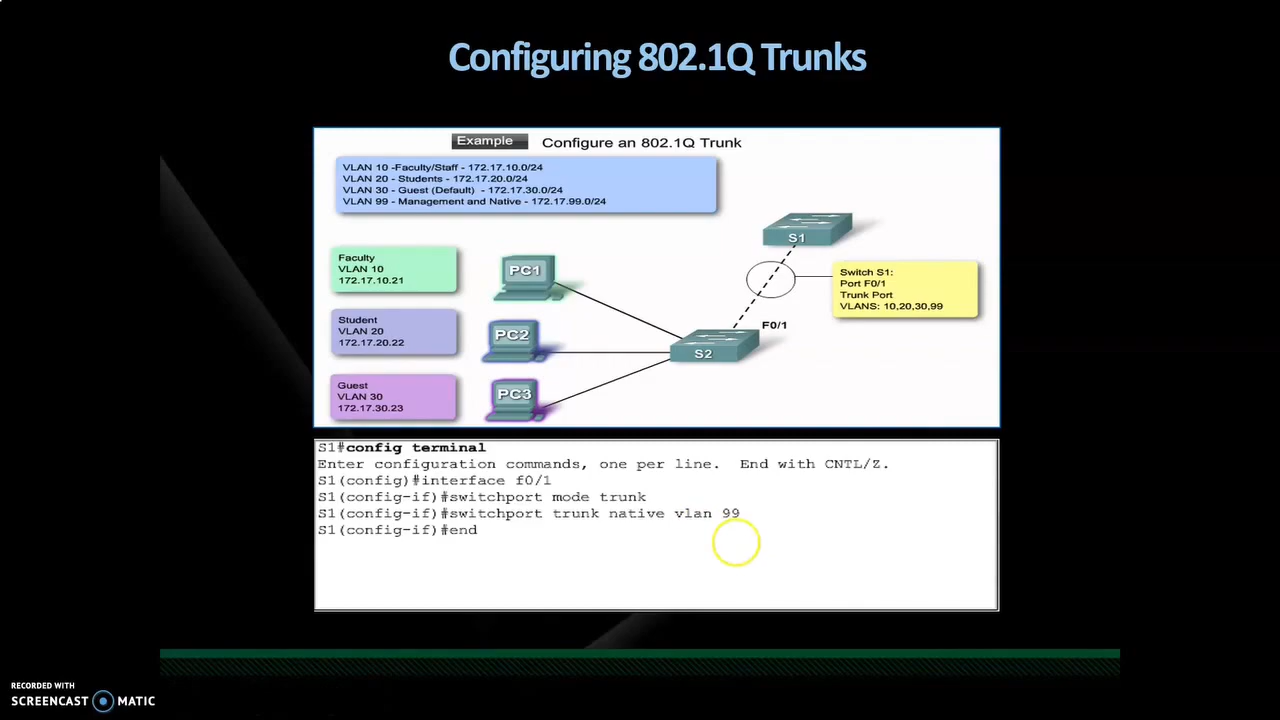 Configuring 802.1Q Trunks
Example
Configure an 802.1Q Trunk
VLAN 10 -Faculty/Staff - 172.17.10.0/24
VLAN 20 - Students - 172.17.20.0/24
VLAN 30 - Guest (Default) - 172.17.30.0/24
VLAN 99 - Management and Native - 172.17.99.0/24
S1
Faculty
VLAN 10
172.17.10.21
PC1
Switch S1:
Port F0/1
Trunk Port
VLANS: 10,20,30,99
Student
VLAN 20
172.17.20.22
PC2
F0/1
S2
Guest
VLAN 30
172.17.30.23
PC3
S1#config terminal
Enter configuration commands, one per line. End with CNTL/Z.
S1(config)#interface f0/1
S1(config-if)#switchport mode trunk
S1(config-if)#switchport trunk native vlan 99
S1(config-if)#end
RECORDED WITH
SCREENCAST MATIC